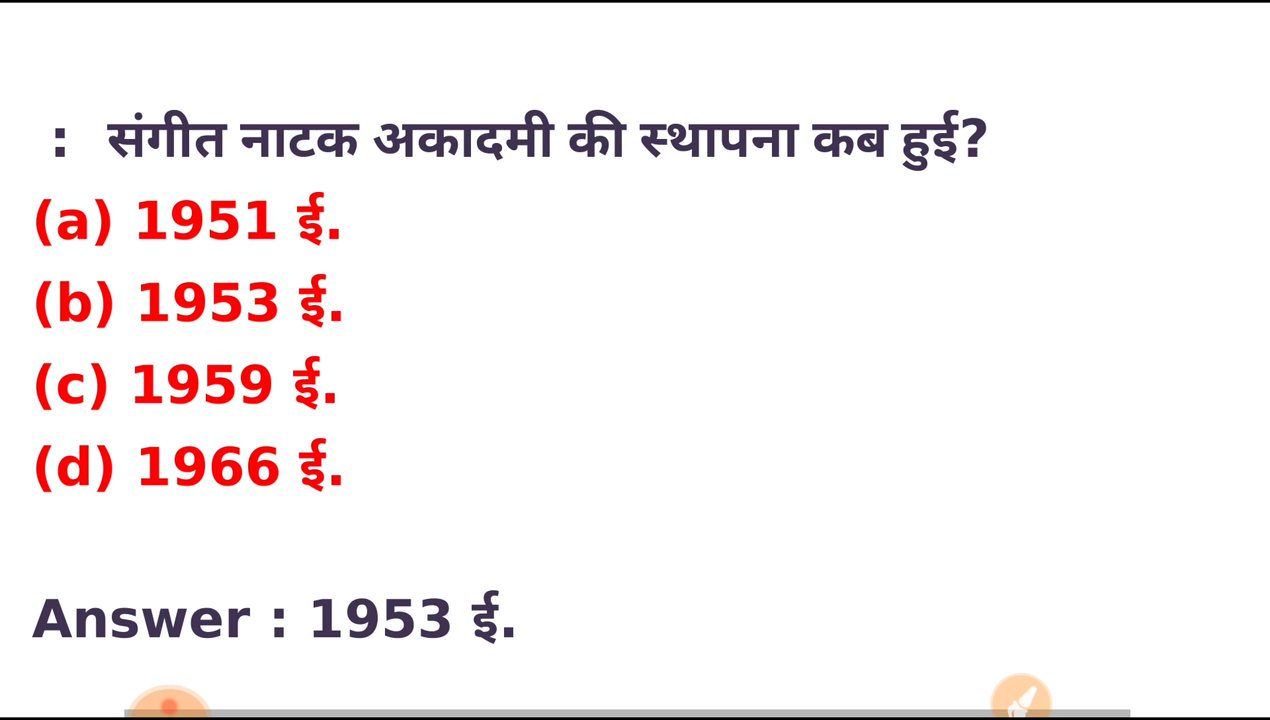 : संगीत नाटक अकादमी की स्थापना कब हुई?
(a) 1951 ई.
(b) 1953 ई.
(c) 1959 ई.
(d) 1966 ई.
Answer : 1953 ई.